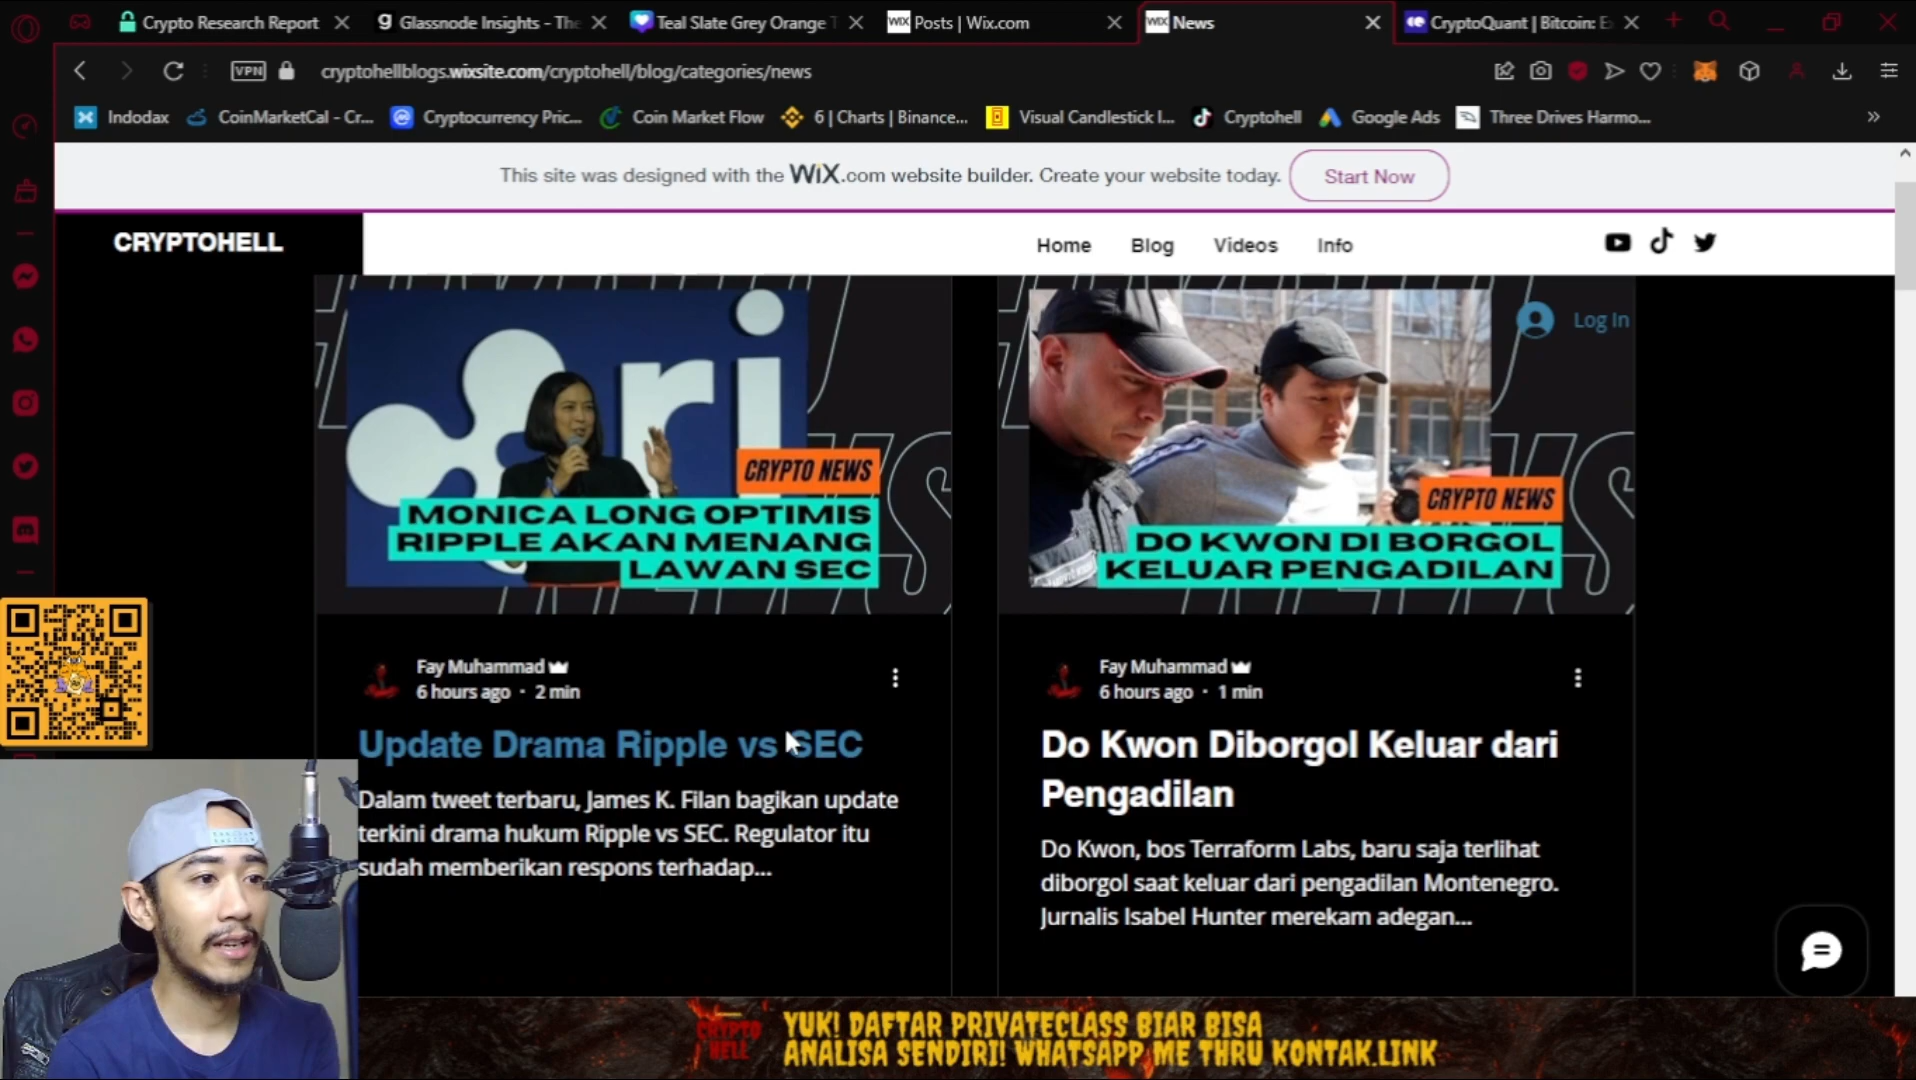 Crypto Research Report
Glassnode Insights - The
Teal Slate Grey Orange T
WIX Posts | Wix.com
WIX News
CryptoQuant | Bitcoin: Ex
VPN
cryptohellblogs.wixsite.com/cryptohell/blog/categories/news
Indodax
CoinMarketCal - Cr...
Cryptocurrency Pric...
Coin Market Flow
6 | Charts | Binance...
Visual Candlestick I...
Cryptohell
Google Ads
Three Drives Harmo...
This site was designed with the WiX.com website builder. Create your website today.
Start Now
CRYPTOHELL
Home
Blog
Videos
Info
Log In
ri
CRYPTO NEWS
MONICA LONG OPTIMIS
RIPPLE AKAN MENANG
LAWAN SEC
CRYPTO NEWS
DO KWON DI BORGOL
KELUAR PENGADILAN
Fay Muhammad
6 hours ago · 2 min
Update Drama Ripple vs SEC
Dalam tweet terbaru, James K. Filan bagikan update
terkini drama hukum Ripple vs SEC. Regulator itu
sudah memberikan respons terhadap...
Fay Muhammad
6 hours ago · 1 min
Do Kwon Diborgol Keluar dari
Pengadilan
Do Kwon, bos Terraform Labs, baru saja terlihat
diborgol saat keluar dari pengadilan Montenegro.
Jurnalis Isabel Hunter merekam adegan...
CRYPTO
HELL
YUK! DAFTAR PRIVATECLASS BIAR BISA
ANALISA SENDIRI! WHATSAPP ME THRU KONTAK.LINK